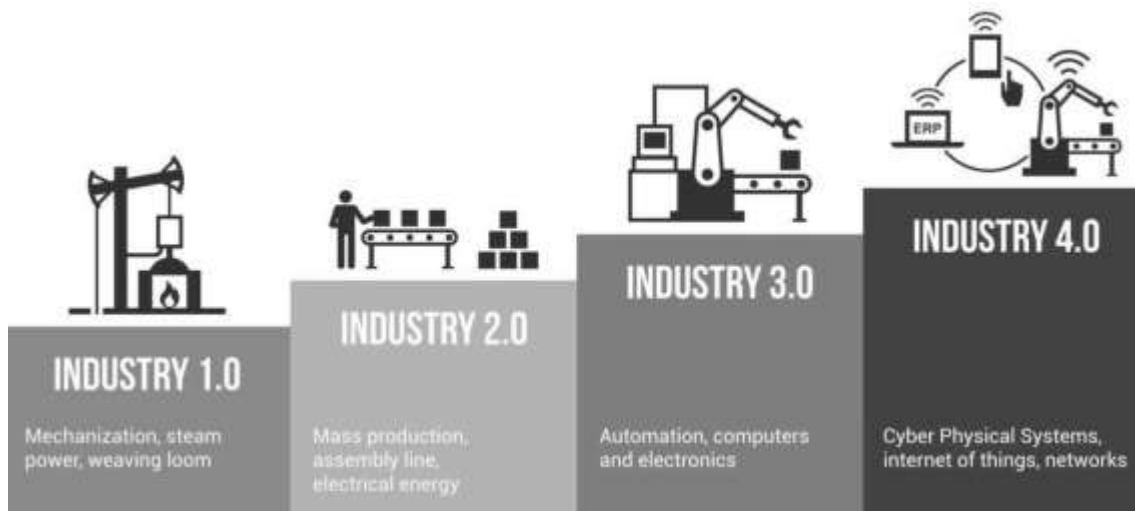 INDUSTRY 1.0
Mechanization, steam
power, weaving loom
INDUSTRY 2.0
Mass production,
assembly line,
electrical energy
INDUSTRY 3.0
Automation, computers
and electronics
ERP
INDUSTRY 4.0
Cyber Physical Systems,
internet of things, networks